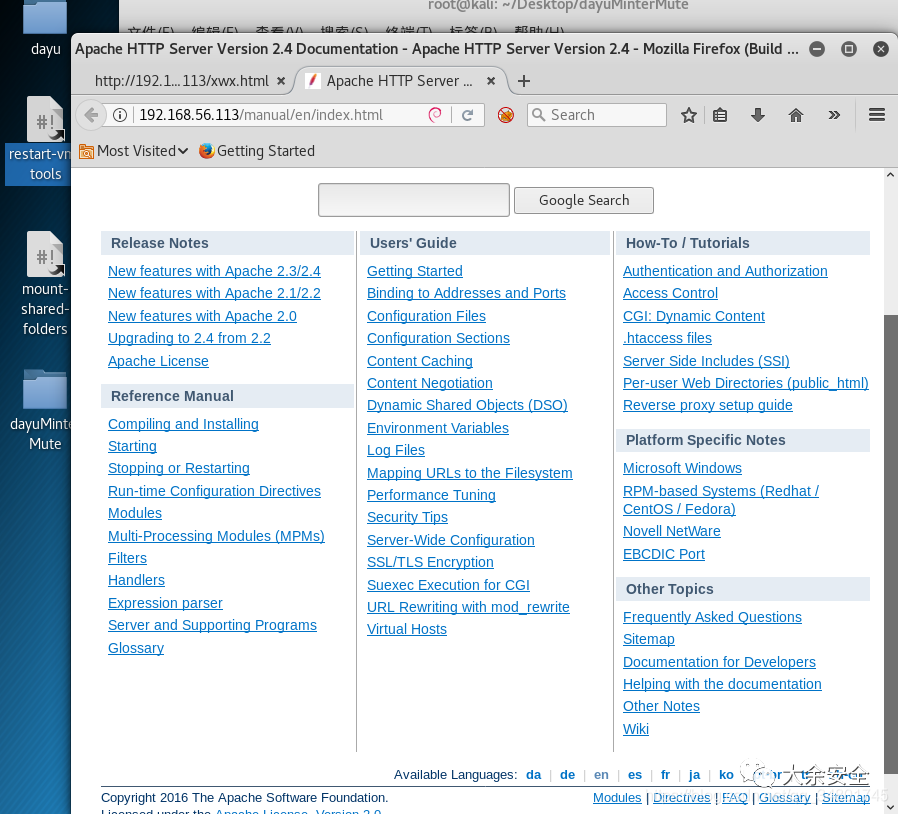 root@kali: ~/Desktop/dayuMinterMute
文件(F) 编辑(E) 查看(V) 搜索(S) 终端(T) 标签(B) 帮助(H)
dayu
restart-vm
tools
mount-
shared-
folders
dayuMinte
Mute
Apache HTTP Server Version 2.4 Documentation - Apache HTTP Server Version 2.4 - Mozilla Firefox (Build ...
http://192.1...113/xwx.html
Apache HTTP Server ...
192.168.56.113/manual/en/index.html
Search
Most Visited
Getting Started
Google Search
Release Notes
New features with Apache 2.3/2.4
New features with Apache 2.1/2.2
New features with Apache 2.0
Upgrading to 2.4 from 2.2
Apache License
Reference Manual
Compiling and Installing
Starting
Stopping or Restarting
Run-time Configuration Directives
Modules
Multi-Processing Modules (MPMs)
Filters
Handlers
Expression parser
Server and Supporting Programs
Glossary
Users' Guide
Getting Started
Binding to Addresses and Ports
Configuration Files
Configuration Sections
Content Caching
Content Negotiation
Dynamic Shared Objects (DSO)
Environment Variables
Log Files
Mapping URLs to the Filesystem
Performance Tuning
Security Tips
Server-Wide Configuration
SSL/TLS Encryption
Suexec Execution for CGI
URL Rewriting with mod_rewrite
Virtual Hosts
How-To / Tutorials
Authentication and Authorization
Access Control
CGI: Dynamic Content
.htaccess files
Server Side Includes (SSI)
Per-user Web Directories (public_html)
Reverse proxy setup guide
Platform Specific Notes
Microsoft Windows
RPM-based Systems (Redhat /
CentOS / Fedora)
Novell NetWare
EBCDIC Port
Other Topics
Frequently Asked Questions
Sitemap
Documentation for Developers
Helping with the documentation
Other Notes
Wiki
Available Languages: da | de | en | es | fr | ja | ko
大余安全
Copyright 2016 The Apache Software Foundation.
Modules | Directives | FAQ | Glossary | Sitemap
Licensed under the Apache License, Version 2.0